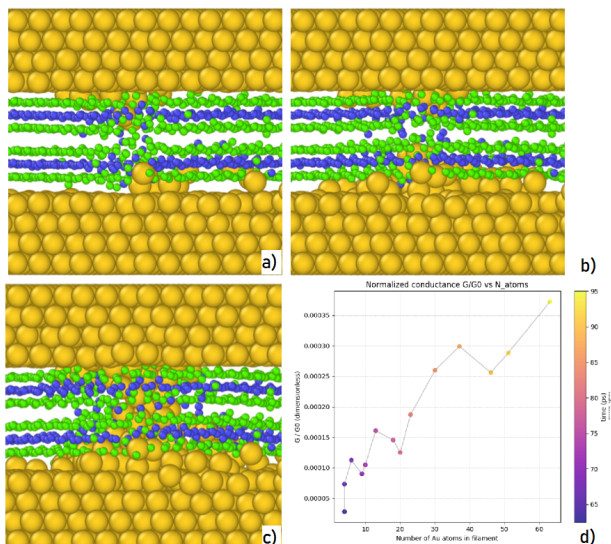 a)
b)
c)
Normalized conductance G/G0 vs N_atoms
G / G0 (dimensionless)
0.00035
0.00030
0.00025
0.00020
0.00015
0.00010
0.00005
10 20 30 40 50 60
Number of Au atoms in filament
95
90
85
80
75
70
65
time (ps)
d)